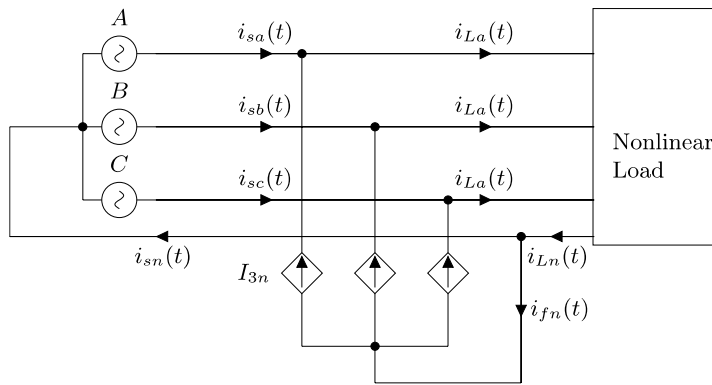 A
i_{sa}(t)
i_{La}(t)
B
i_{sb}(t)
i_{La}(t)
Nonlinear
Load
C
i_{sc}(t)
i_{La}(t)
i_{sn}(t)
i_{Ln}(t)
I_{3n}
i_{fn}(t)